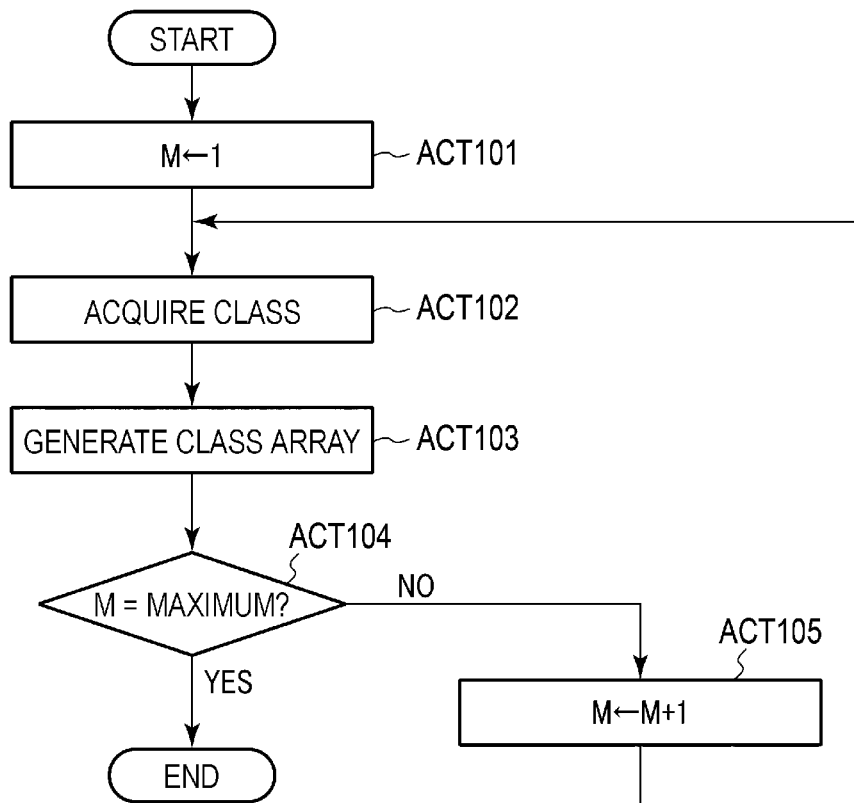 START
M←1
ACT101
ACQUIRE CLASS
ACT102
GENERATE CLASS ARRAY
ACT103
ACT104
M = MAXIMUM?
NO
YES
ACT105
M←M+1
END